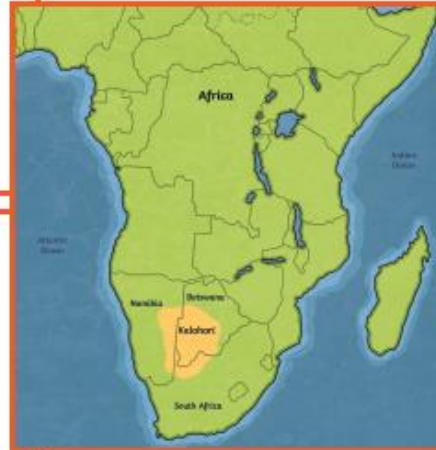 Africa
Indian
Ocean
Atlantic
Ocean
Namibia
Botswana
Kalahari
South Africa